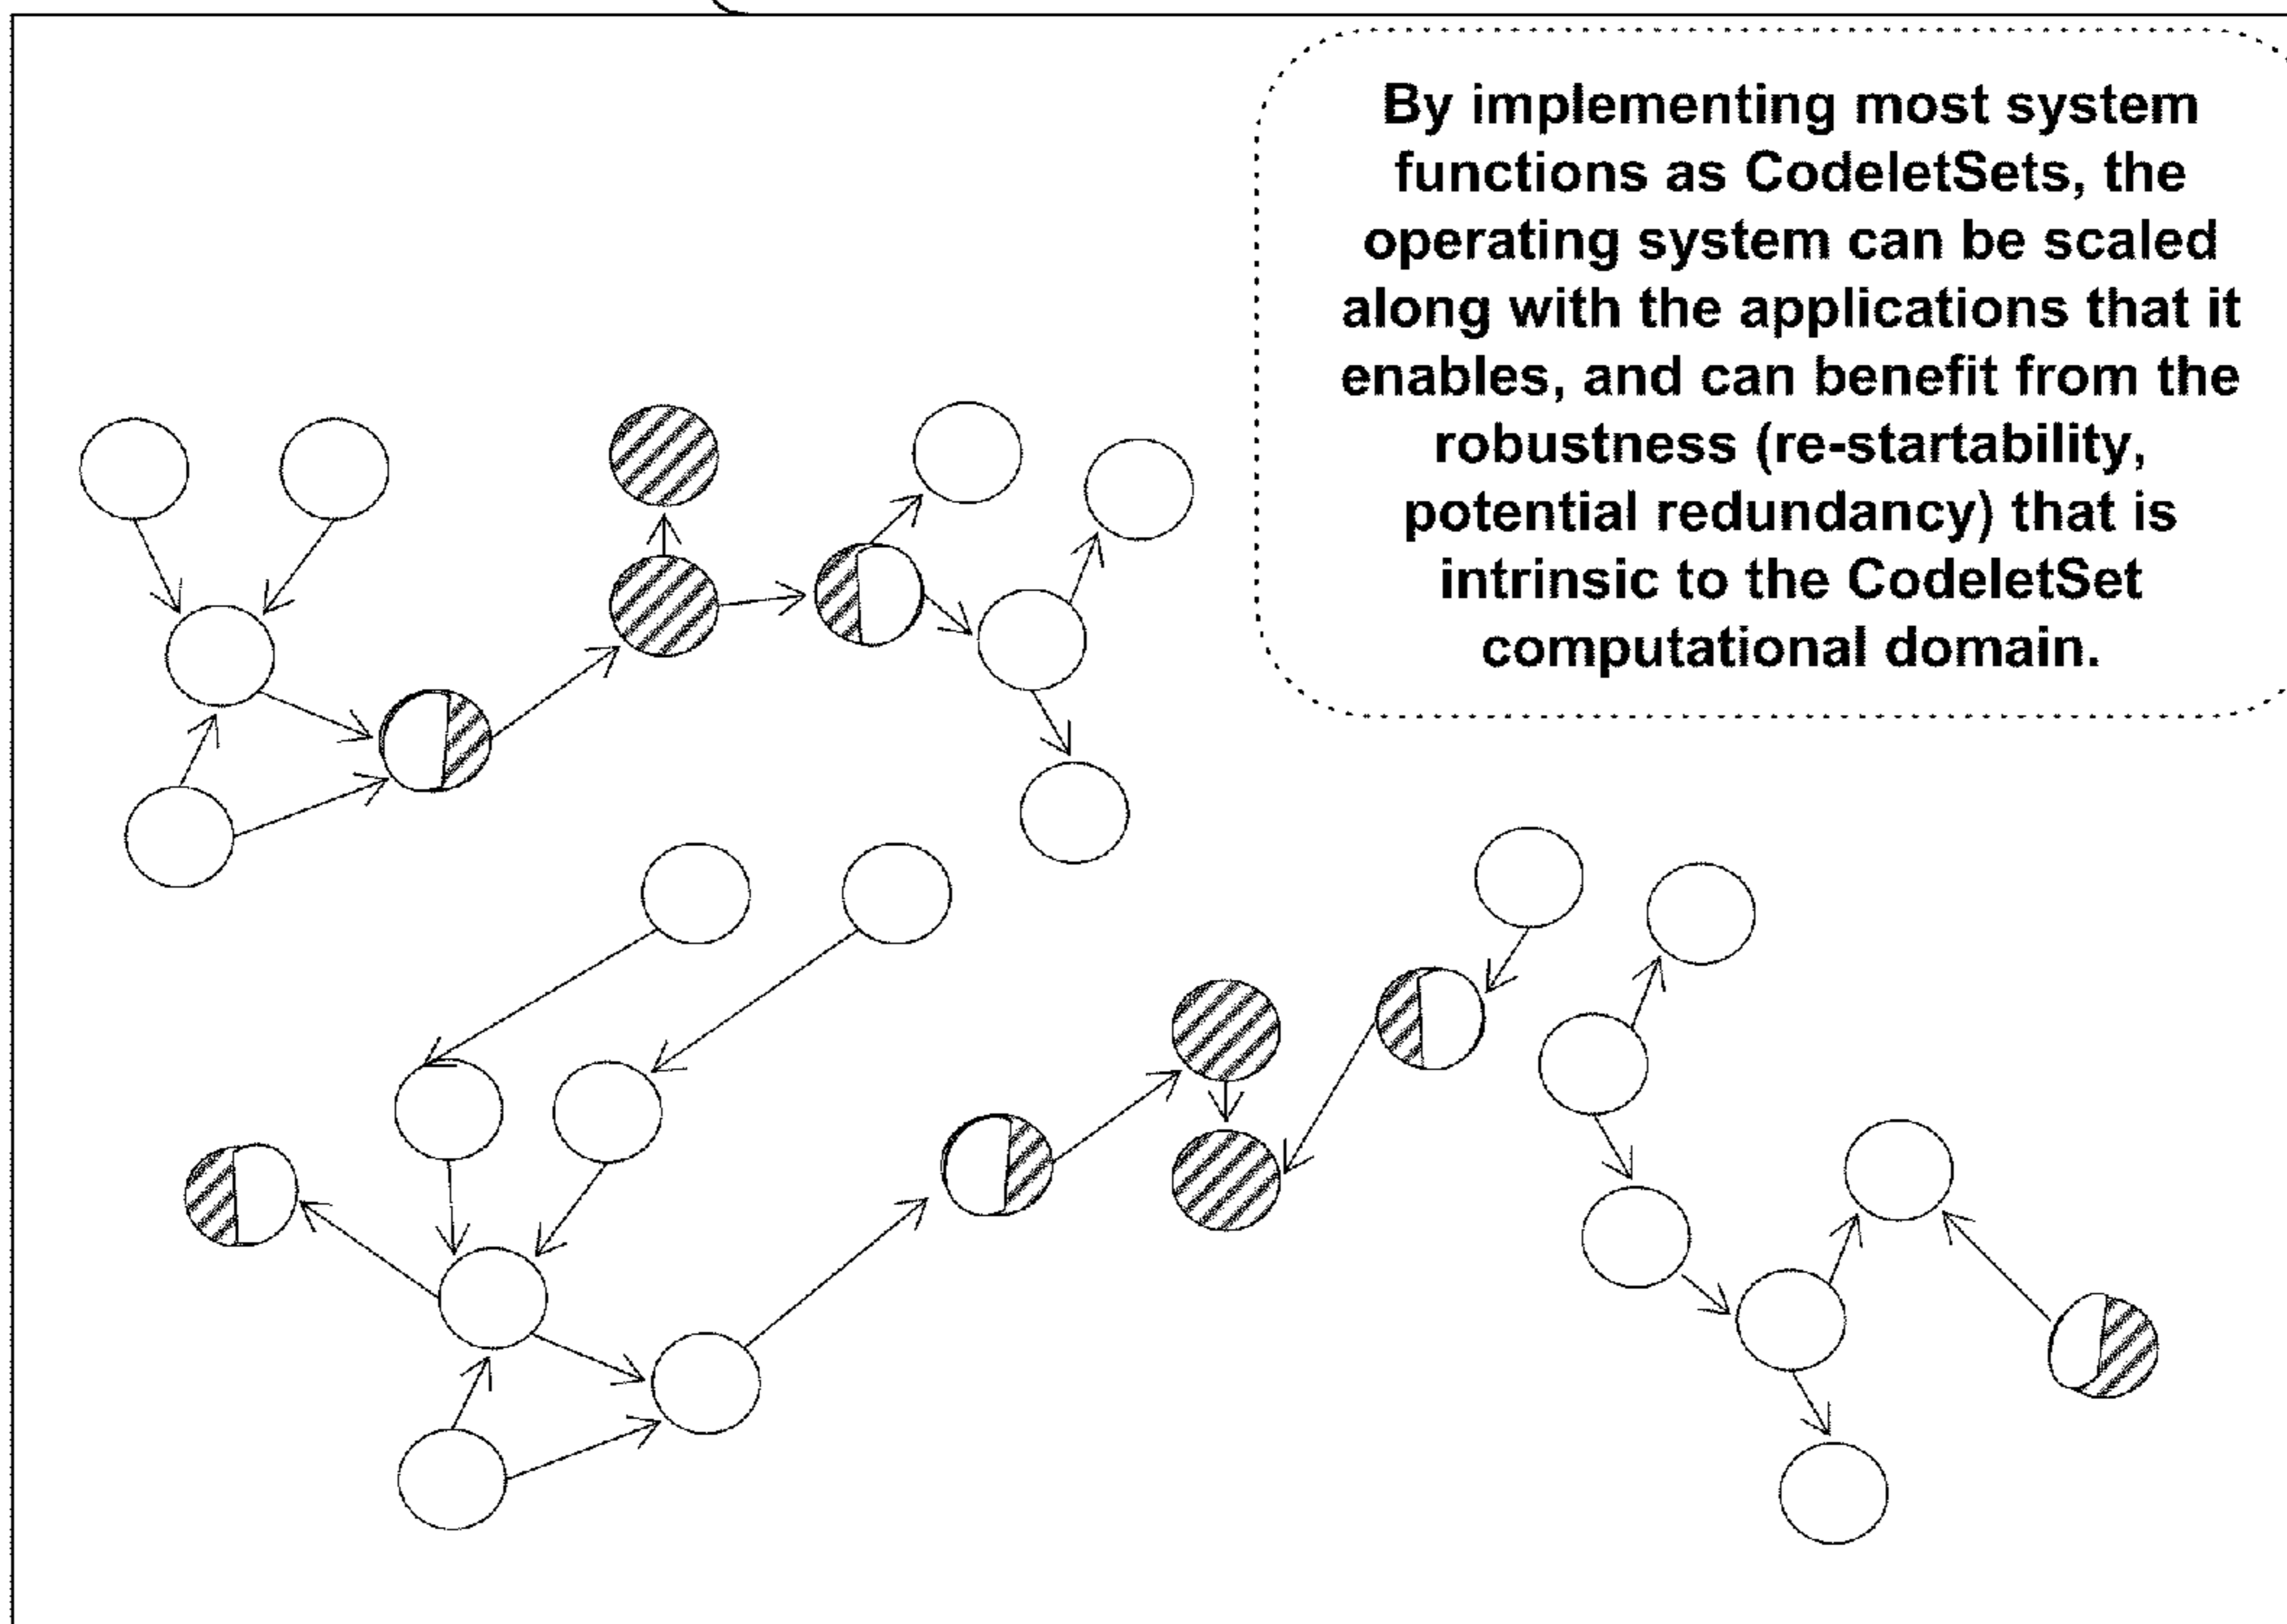 By implementing most system
functions as CodeletSets, the
operating system can be scaled
along with the applications that it
enables, and can benefit from the
robustness (re-startability,
potential redundancy) that is
intrinsic to the CodeletSet
computational domain.